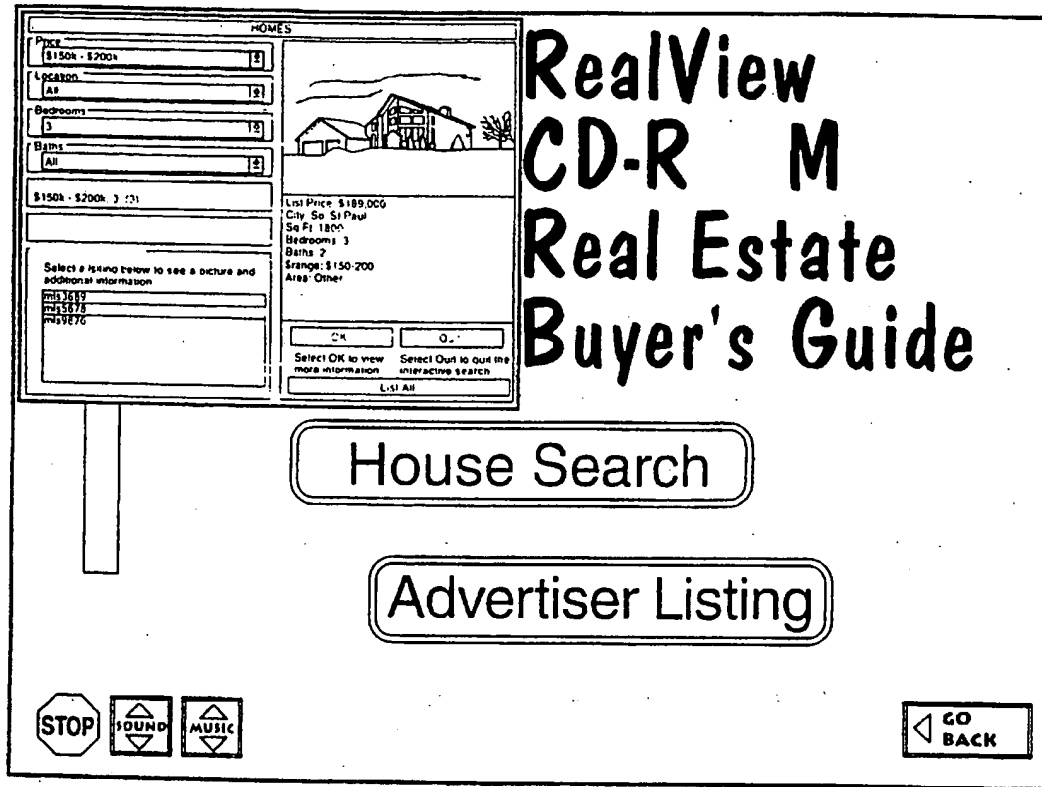 HOMES
Price
$150k - $200k
Location
All
Bedrooms
3
Baths
All
$150k - $200k, 3 (3)
Select a listing below to see a picture and
additional information
mls3689
mls5678
mls9876
List Price: $189,000
City: So. St Paul
Sq Ft: 1800
Bedrooms: 3
Baths: 2
$range: $150-200
Area: Other
OK
Quit
Select OK to view
more information
Select Quit to quit the
interactive search
List All
RealView
CD-R M
Real Estate
Buyer's Guide
House Search
Advertiser Listing
STOP
SOUND
MUSIC
GO
BACK